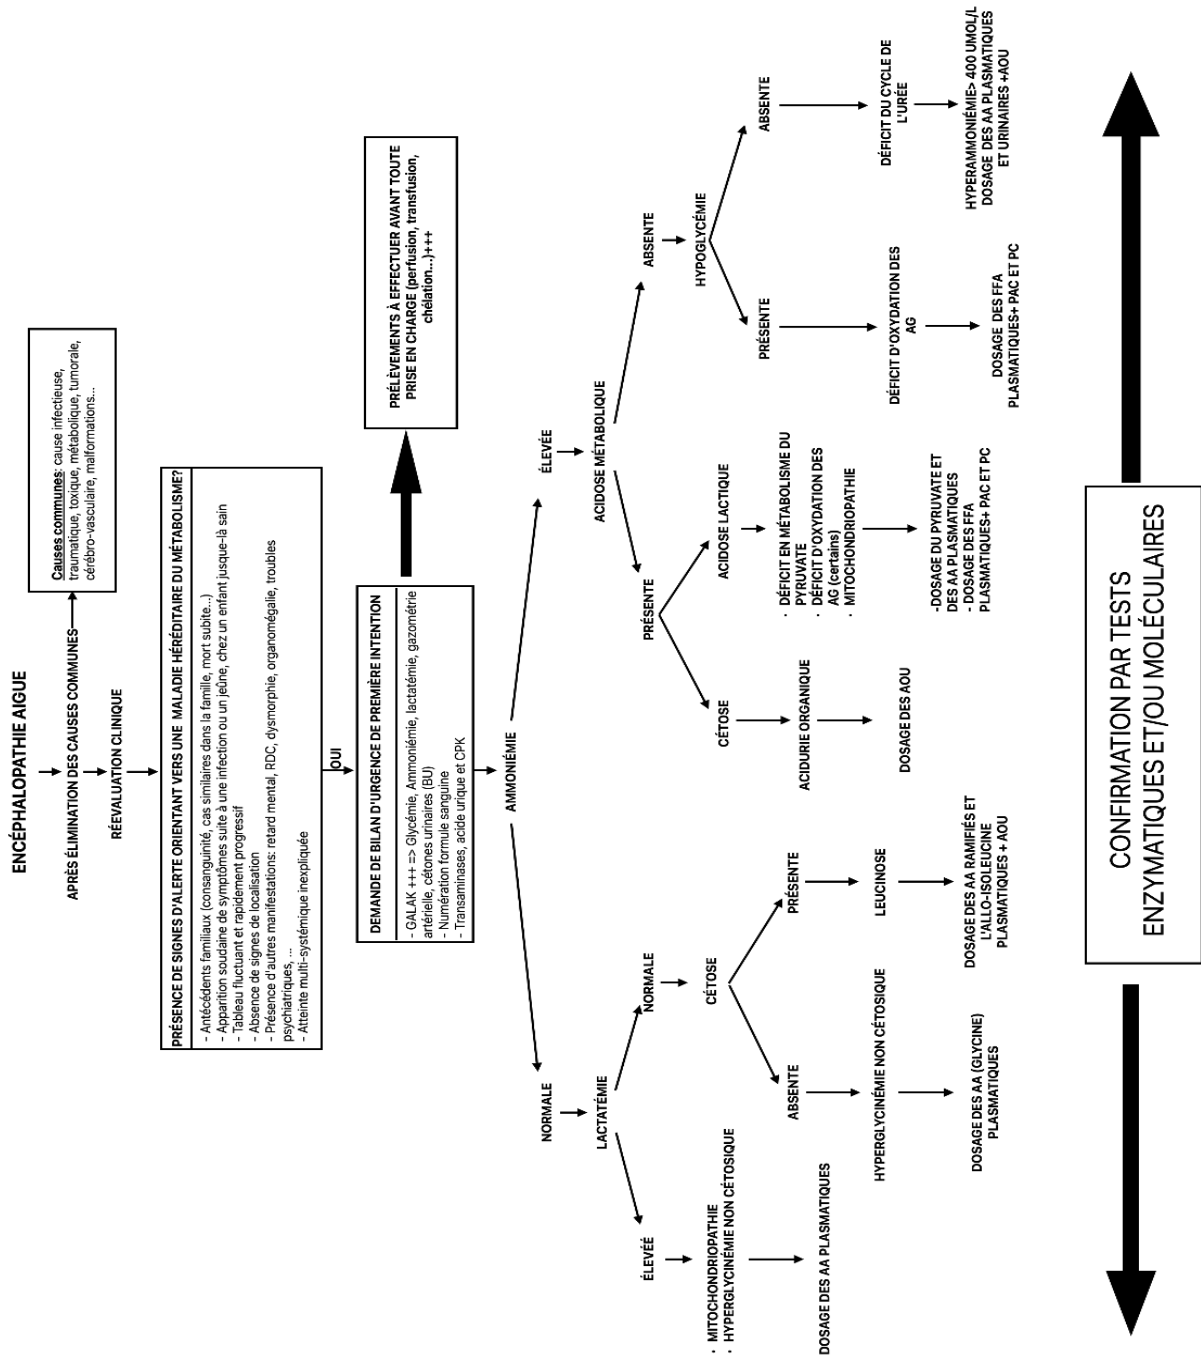 ENCÉPHALOPATHIE AIGUE
APRÈS ÉLIMINATION DES CAUSES COMMUNES
Causes communes: cause infectieuse,
traumatique, toxique, métabolique, tumorale,
cérébro-vasculaire, malformations...
RÉEVALUATION CLINIQUE
PRÉSENCE DE SIGNES D'ALERTE ORIENTANT VERS UNE MALADIE HÉRÉDITAIRE DU MÉTABOLISME?
- Antécédents familiaux (consanguinité, cas similaires dans la famille, mort subite...)
- Apparition soudaine de symptômes suite à une infection ou un jeûne, chez un enfant jusque-là sain
- Tableau fluctuant et rapidement progressif
- Absence de signes de localisation
- Présence d'autres manifestations: retard mental, RDC, dysmorphie, organomégalie, troubles
psychiatriques, ...
- Atteinte multi-systémique inexpliquée
OUI
DEMANDE DE BILAN D'URGENCE DE PREMIÈRE INTENTION
- GALAK +++ => Glycémie, Ammoniémie, lactatémie, gazométrie
artérielle, cétones urinaires (BU)
- Numération formule sanguine
- Transaminases, acide urique et CPK
PRÉLÈVEMENTS À EFFECTUER AVANT TOUTE
PRISE EN CHARGE (perfusion, transfusion,
chélation...)+++
AMMONIÉMIE
NORMALE
ÉLEVÉE
LACTATÉMIE
ACIDOSE MÉTABOLIQUE
ÉLEVÉÉ
NORMALE
PRÉSENTE
ABSENTE
· MITOCHONDRIOPATHIE
· HYPERGLYCINÉMIE NON CÉTOSIQUE
CÉTOSE
CÉTOSE
ACIDOSE LACTIQUE
HYPOGLYCÉMIE
DOSAGE DES AA PLASMATIQUES
ABSENTE
PRÉSENTE
ACIDURIE ORGANIQUE
· DÉFICIT EN MÉTABOLISME DU
PYRUVATE
· DÉFICIT D'OXYDATION DES
AG (certains)
· MITOCHONDRIOPATHIE
PRÉSENTE
ABSENTE
HYPERGLYCINÉMIE NON CÉTOSIQUE
LEUCINOSE
DOSAGE DES AOU
-DOSAGE DU PYRUVATE ET
DES AA PLASMATIQUES
- DOSAGE DES FFA
PLASMATIQUES+ PAC ET PC
DÉFICIT D'OXYDATION DES
AG
DÉFICIT DU CYCLE DE
L'URÉE
DOSAGE DES AA (GLYCINE)
PLASMATIQUES
DOSAGE DES AA RAMIFIÉS ET
L'ALLO-ISOLEUCINE
PLASMATIQUES + AOU
DOSAGE DES FFA
PLASMATIQUES+ PAC ET PC
HYPERAMMONIÉMIE> 400 UMOL/L
DOSAGE DES AA PLASMATIQUES
ET URINAIRES +AOU
CONFIRMATION PAR TESTS
ENZYMATIQUES ET/OU MOLÉCULAIRES